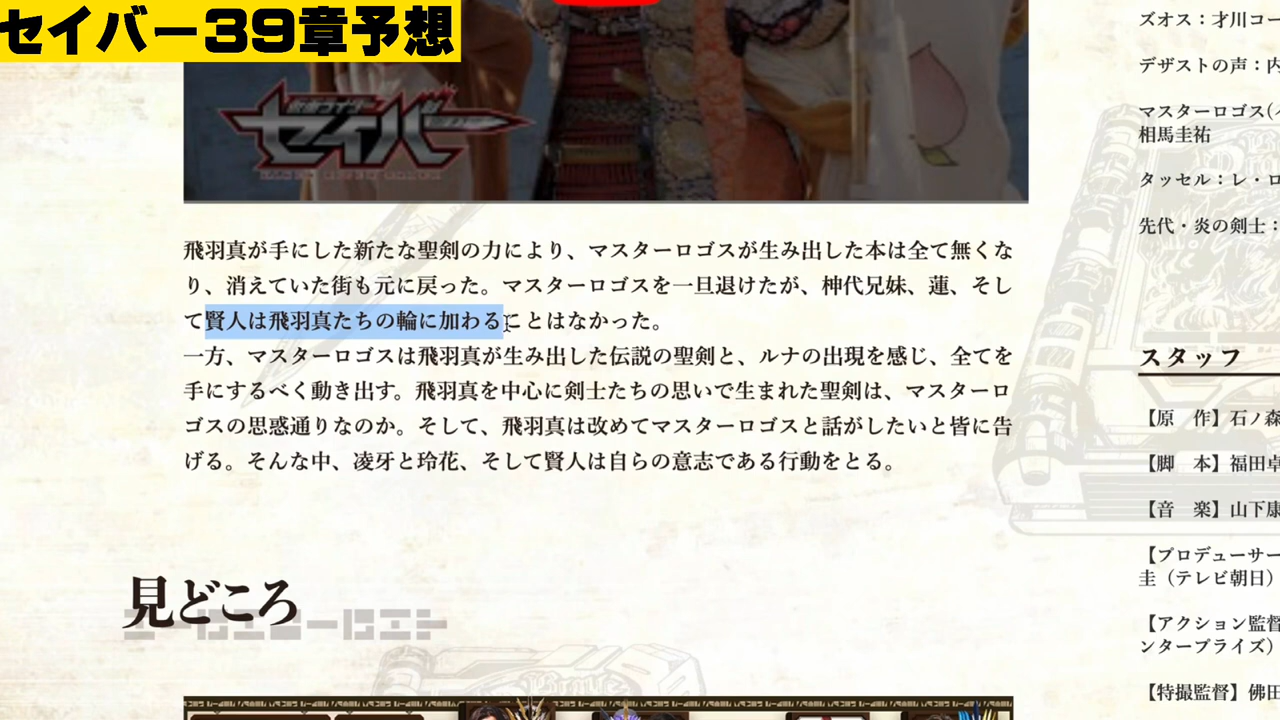 セイバー39章予想
仮面ライダー
セイバー
飛羽真が手にした新たな聖剣の力により、マスターロゴスが生み出した本は全て無くな
り、消えていた街も元に戻った。マスターロゴスを一旦退けたが、神代兄妹、蓮、そし
て賢人は飛羽真たちの輪に加わることはなかった。
一方、マスターロゴスは飛羽真が生み出した伝説の聖剣と、ルナの出現を感じ、全てを
手にするべく動き出す。飛羽真を中心に剣士たちの思いで生まれた聖剣は、マスターロ
ゴスの思惑通りなのか。そして、飛羽真は改めてマスターロゴスと話がしたいと皆に告
げる。そんな中、凌牙と玲花、そして賢人は自らの意志である行動をとる。
見どころ
ズオス：才川コー
デザストの声：内
マスターロゴス(イ
相馬圭祐
タッセル：レ・ロ
先代・炎の剣士：
スタッフ
【原　作】石ノ森
【脚　本】福田卓
【音　楽】山下康
【プロデューサー
圭（テレビ朝日）
【アクション監督
ンタープライズ）
【特撮監督】佛田